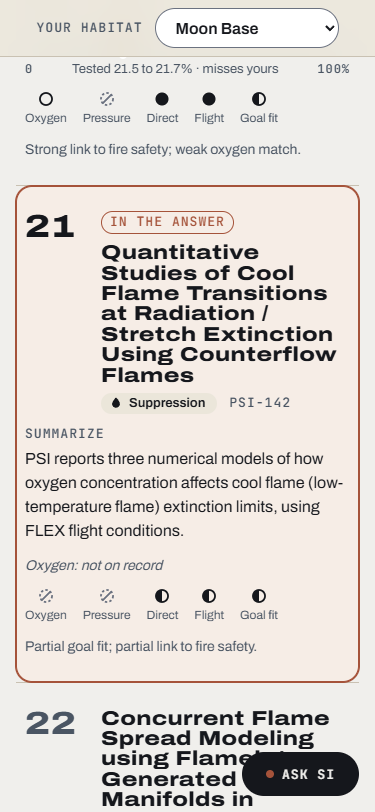 YOUR HABITAT Moon Base
0 Tested 21.5 to 21.7% · misses yours 100%
Oxygen Pressure Direct Flight Goal fit
Strong link to fire safety; weak oxygen match.
21
IN THE ANSWER
Quantitative
Studies of Cool
Flame Transitions
at Radiation /
Stretch Extinction
Using Counterflow
Flames
Suppression PSI-142
SUMMARIZE
PSI reports three numerical models of how
oxygen concentration affects cool flame (low-
temperature flame) extinction limits, using
FLEX flight conditions.
Oxygen: not on record
Oxygen Pressure Direct Flight Goal fit
Partial goal fit; partial link to fire safety.
22
Concurrent Flame
Spread Modeling
using
Generated
Manifolds in
ASK SI